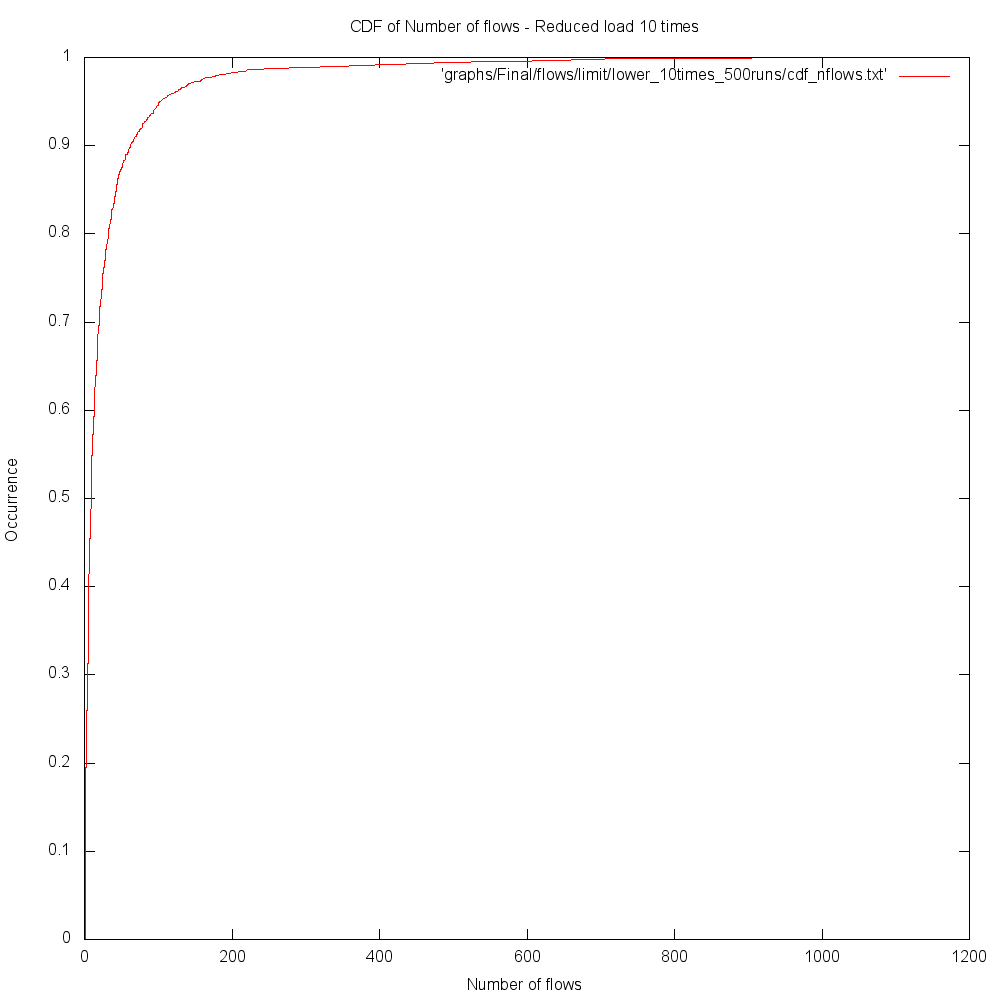 CDF of Number of flows - Reduced load 10 times
'graphs/Final/flows/limit/lower_10times_500runs/cdf_nflows.txt'
1
0.9
0.8
0.7
0.6
0.5
0.4
0.3
0.2
0.1
0
Occurrence
0 200 400 600 800 1000 1200
Number of flows